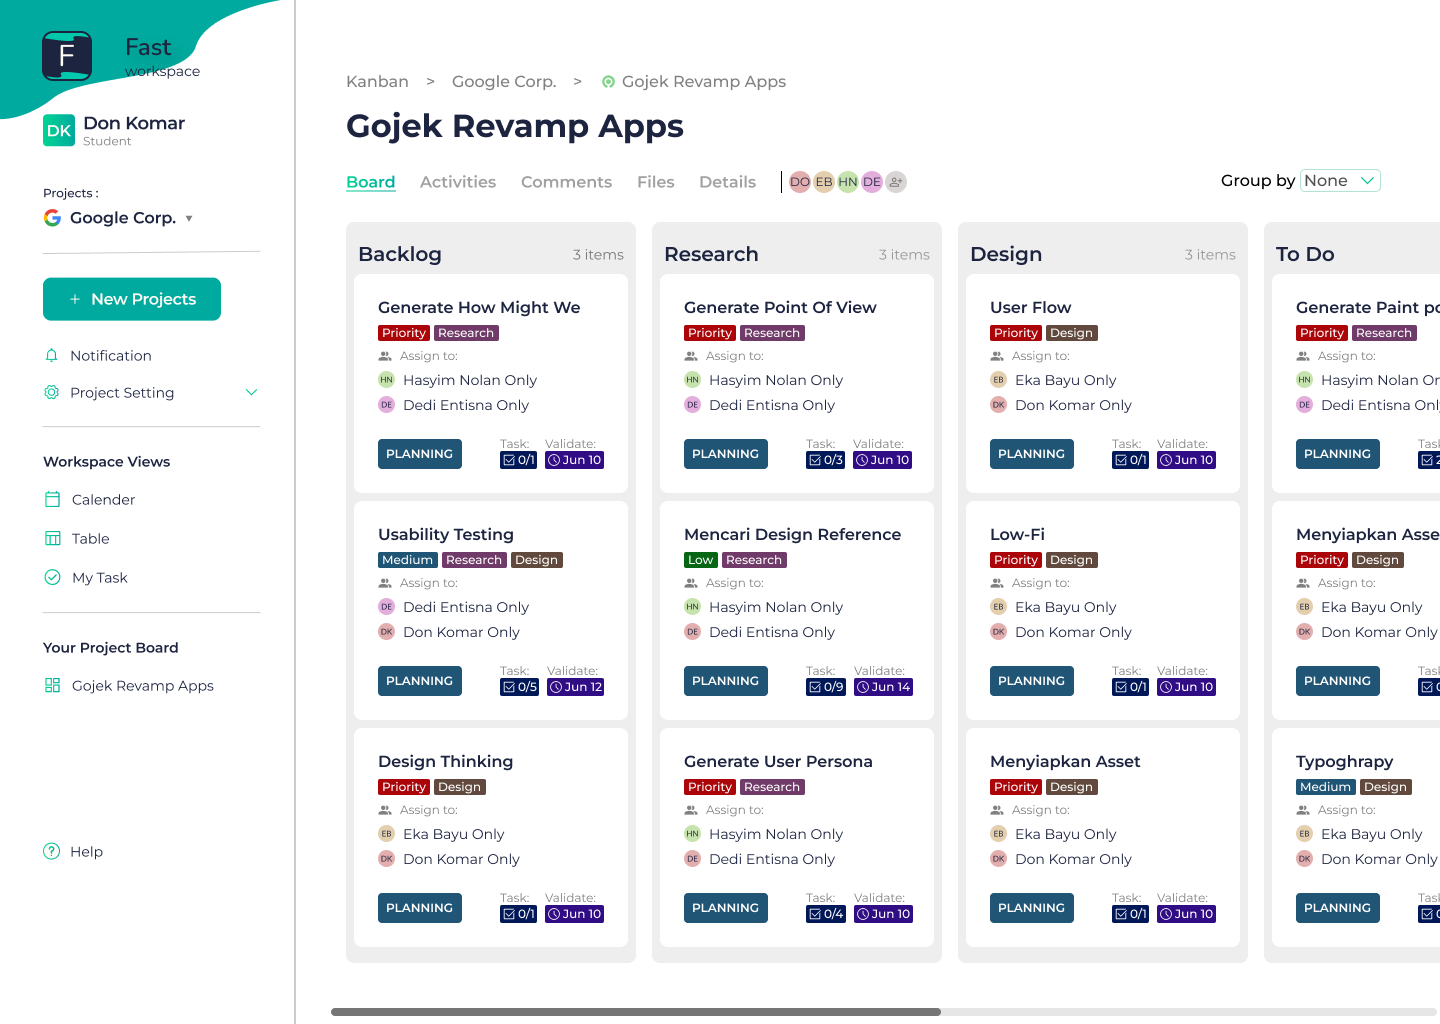 F
Fast
workspace
DK
Don Komar
Student
Projects :
Google Corp.
+ New Projects
Notification
Project Setting
Workspace Views
Calender
Table
My Task
Your Project Board
Gojek Revamp Apps
Help
Kanban > Google Corp. > Gojek Revamp Apps
Gojek Revamp Apps
Board Activities Comments Files Details DO EB HN DE
Group by None
Backlog 3 items
Generate How Might We
Priority Research
Assign to:
HN Hasyim Nolan Only
DE Dedi Entisna Only
Task: Validate:
PLANNING 0/1 Jun 10
Usability Testing
Medium Research Design
Assign to:
DE Dedi Entisna Only
DK Don Komar Only
Task: Validate:
PLANNING 0/5 Jun 12
Design Thinking
Priority Design
Assign to:
EB Eka Bayu Only
DK Don Komar Only
Task: Validate:
PLANNING 0/1 Jun 10
Research 3 items
Generate Point Of View
Priority Research
Assign to:
HN Hasyim Nolan Only
DE Dedi Entisna Only
Task: Validate:
PLANNING 0/3 Jun 10
Mencari Design Reference
Low Research
Assign to:
HN Hasyim Nolan Only
DE Dedi Entisna Only
Task: Validate:
PLANNING 0/9 Jun 14
Generate User Persona
Priority Research
Assign to:
HN Hasyim Nolan Only
DE Dedi Entisna Only
Task: Validate:
PLANNING 0/4 Jun 10
Design 3 items
User Flow
Priority Design
Assign to:
EB Eka Bayu Only
DK Don Komar Only
Task: Validate:
PLANNING 0/1 Jun 10
Low-Fi
Priority Design
Assign to:
EB Eka Bayu Only
DK Don Komar Only
Task: Validate:
PLANNING 0/1 Jun 10
Menyiapkan Asset
Priority Design
Assign to:
EB Eka Bayu Only
DK Don Komar Only
Task: Validate:
PLANNING 0/1 Jun 10
To Do
Generate Paint
Priority Research
Assign to:
HN Hasyim Nolan
DE Dedi Entisna
PLANNING
Menyiapkan
Priority Design
Assign to:
EB Eka Bayu Only
DK Don Komar Only
PLANNING
Typoghrapy
Medium Design
Assign to:
EB Eka Bayu Only
DK Don Komar Only
PLANNING